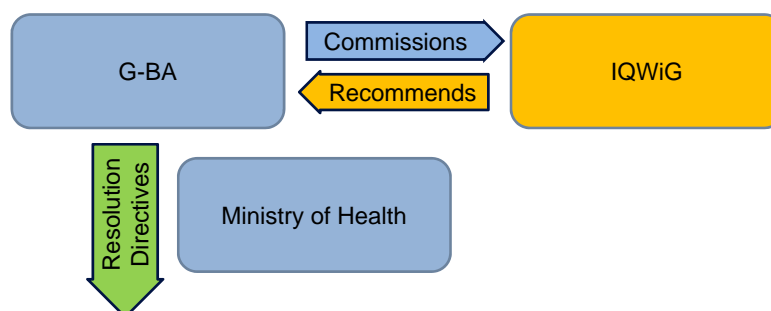 Commissions
G-BA
IQWiG
Recommends
Resolution
Directives
Ministry of Health